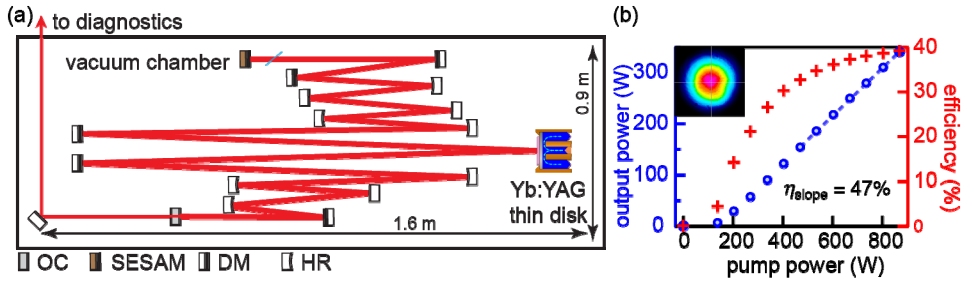 (a)
to diagnostics
vacuum chamber
0.9 m
Yb:YAG
thin disk
1.6 m
OC SESAM DM HR
(b)
output power (W)
300
200
100
0
efficiency (%)
40
30
20
10
0
ηslope = 47%
0 200 400 600 800
pump power (W)